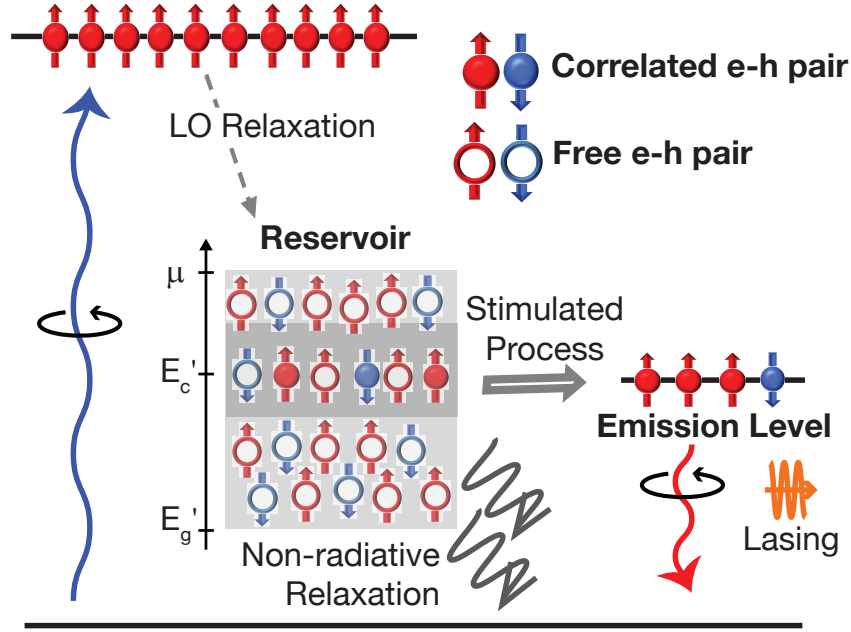 Correlated e-h pair
LO Relaxation
Free e-h pair
Reservoir
μ
Stimulated
Process
E_c'
Emission Level
E_g'
Non-radiative
Relaxation
Lasing